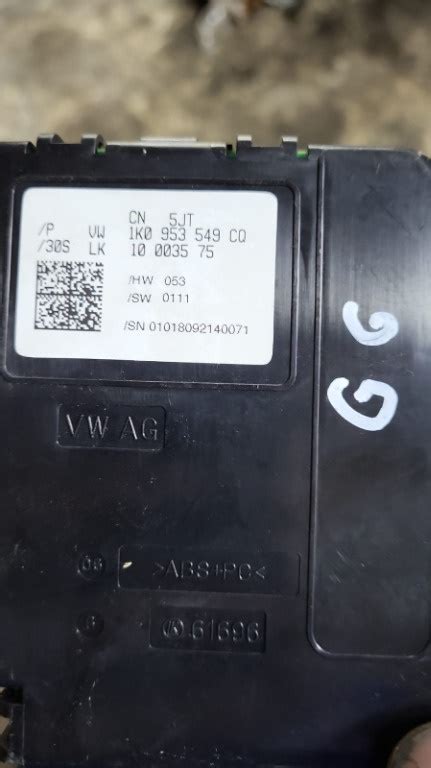 CN 5JT
/P VW 1K0 953 549 CQ
/30S LK 10 0035 75
/HW 053
/SW 0111
/SN 01018092140071
G6
VW AG
>ABS+PC<
61696